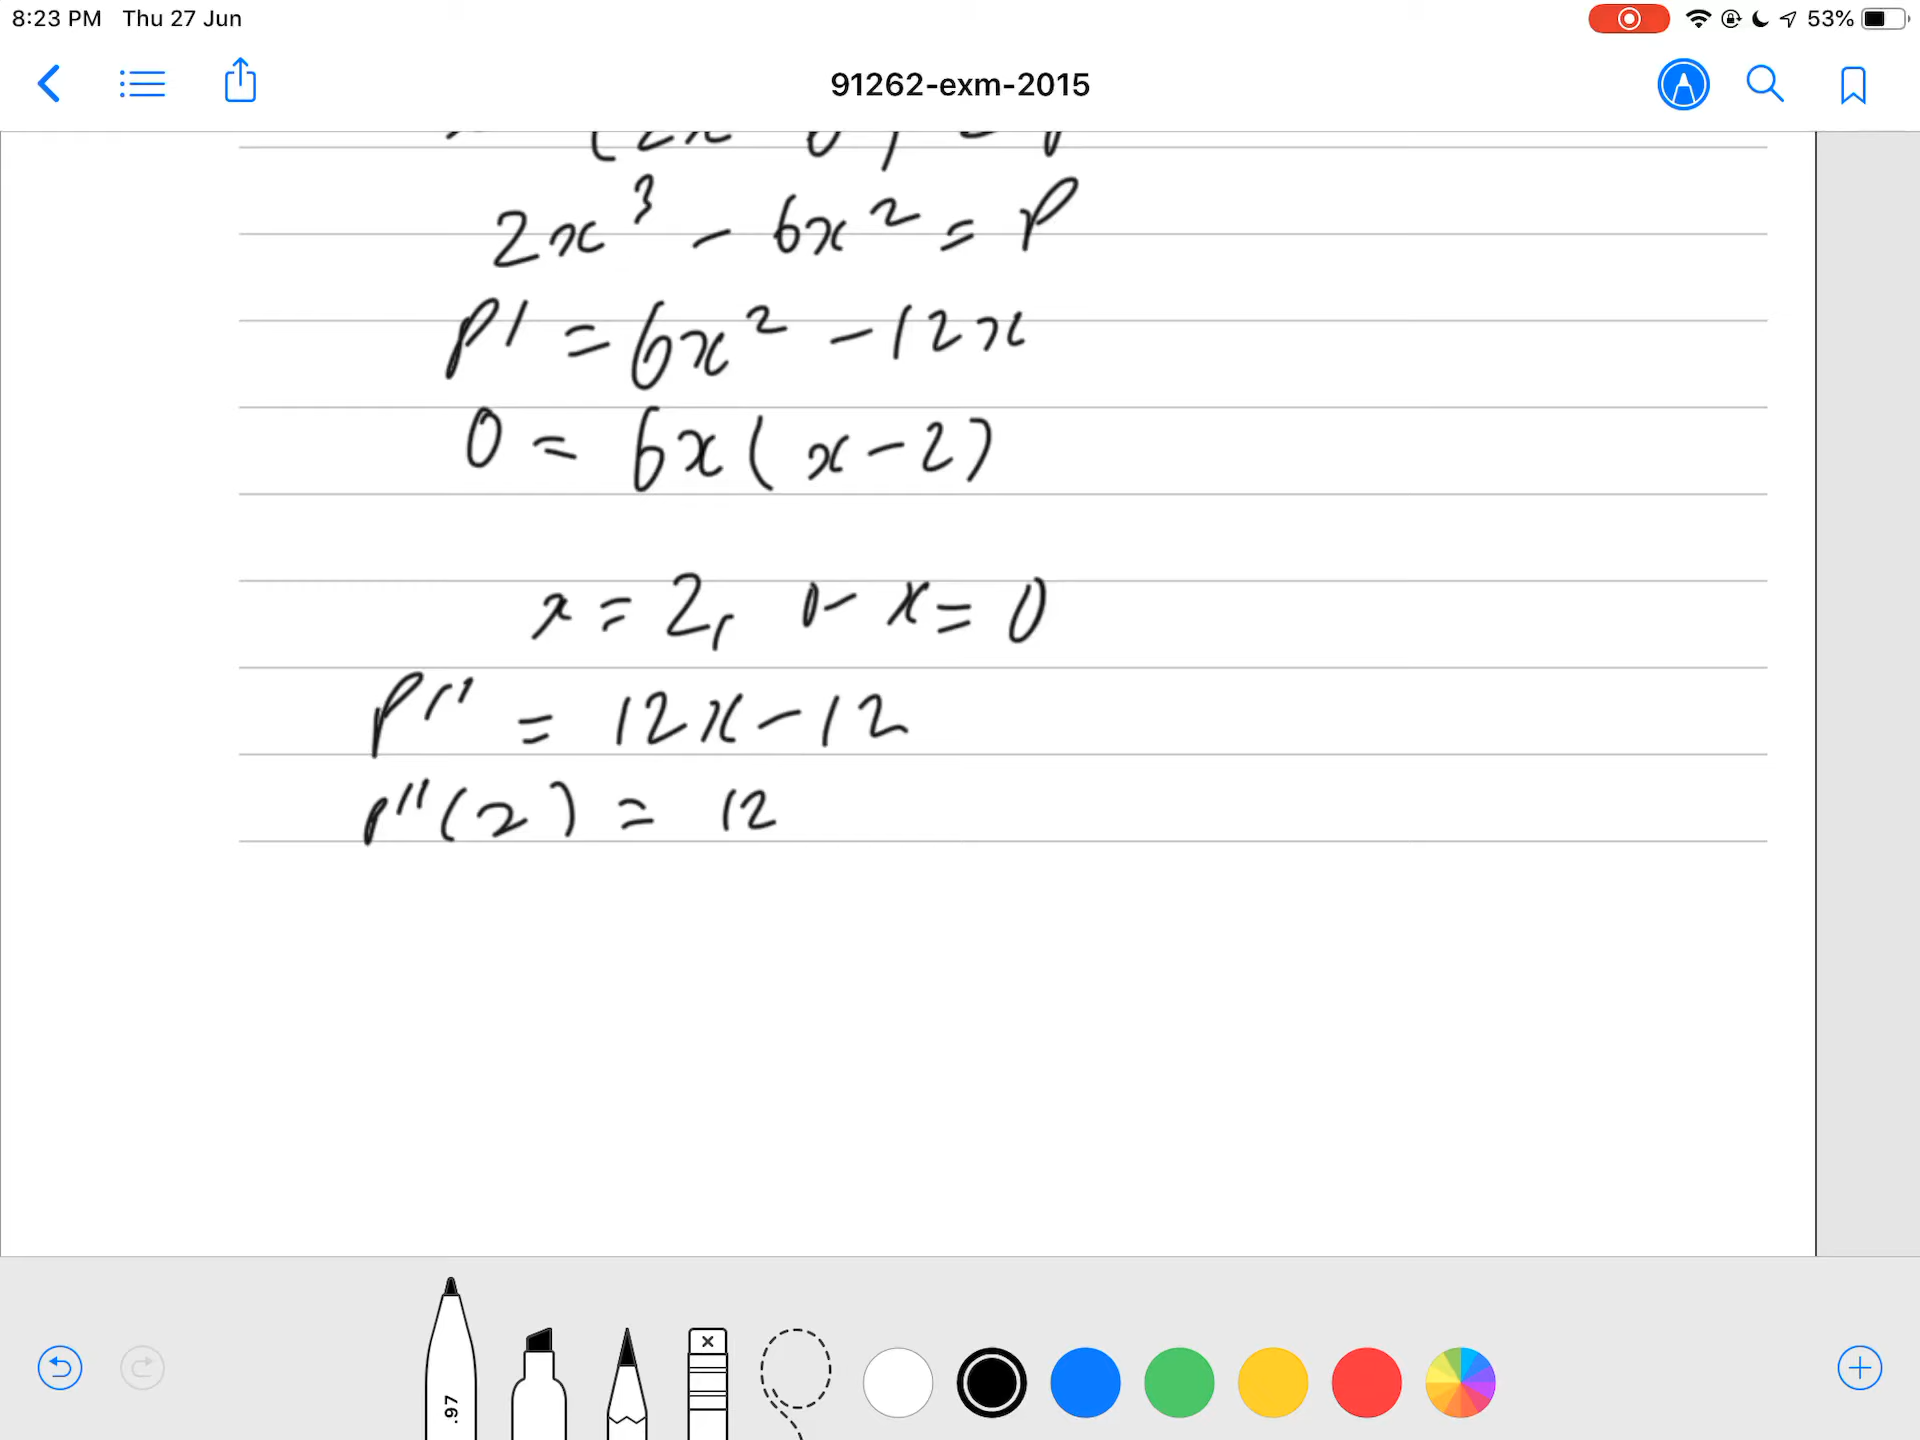 8:23 PM Thu 27 Jun 53%
91262-exm-2015
2x³ - 6x² = P
P' = 6x² - 12x
0 = 6x(x-2)
x = 2, or x = 0
P'' = 12x - 12
P''(2) = 12
.97